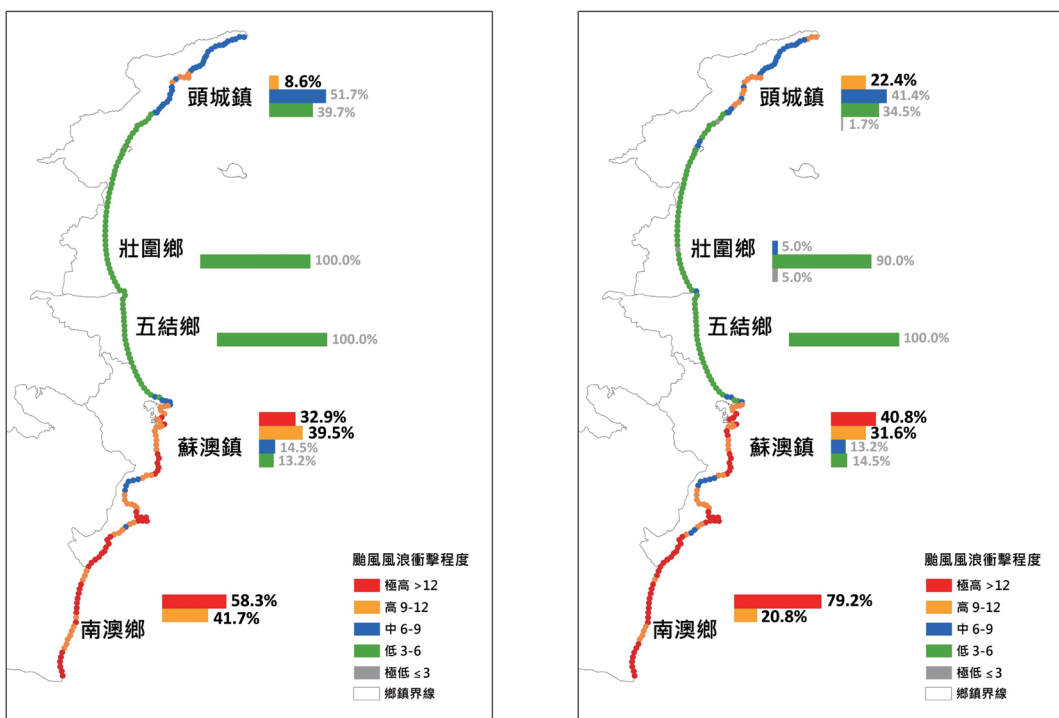 頭城鎮
8.6%
51.7%
39.7%
壯圍鄉
100.0%
五結鄉
100.0%
蘇澳鎮
32.9%
39.5%
14.5%
13.2%
南澳鄉
58.3%
41.7%
颱風風浪衝擊程度
極高 >12
高 9-12
中 6-9
低 3-6
極低 ≤3
鄉鎮界線
頭城鎮
22.4%
41.4%
34.5%
1.7%
壯圍鄉
5.0%
90.0%
5.0%
五結鄉
100.0%
蘇澳鎮
40.8%
31.6%
13.2%
14.5%
南澳鄉
79.2%
20.8%
颱風風浪衝擊程度
極高 >12
高 9-12
中 6-9
低 3-6
極低 ≤3
鄉鎮界線